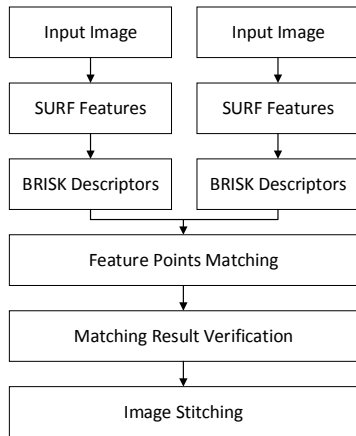 Input Image
Input Image
SURF Features
SURF Features
BRISK Descriptors
BRISK Descriptors
Feature Points Matching
Matching Result Verification
Image Stitching